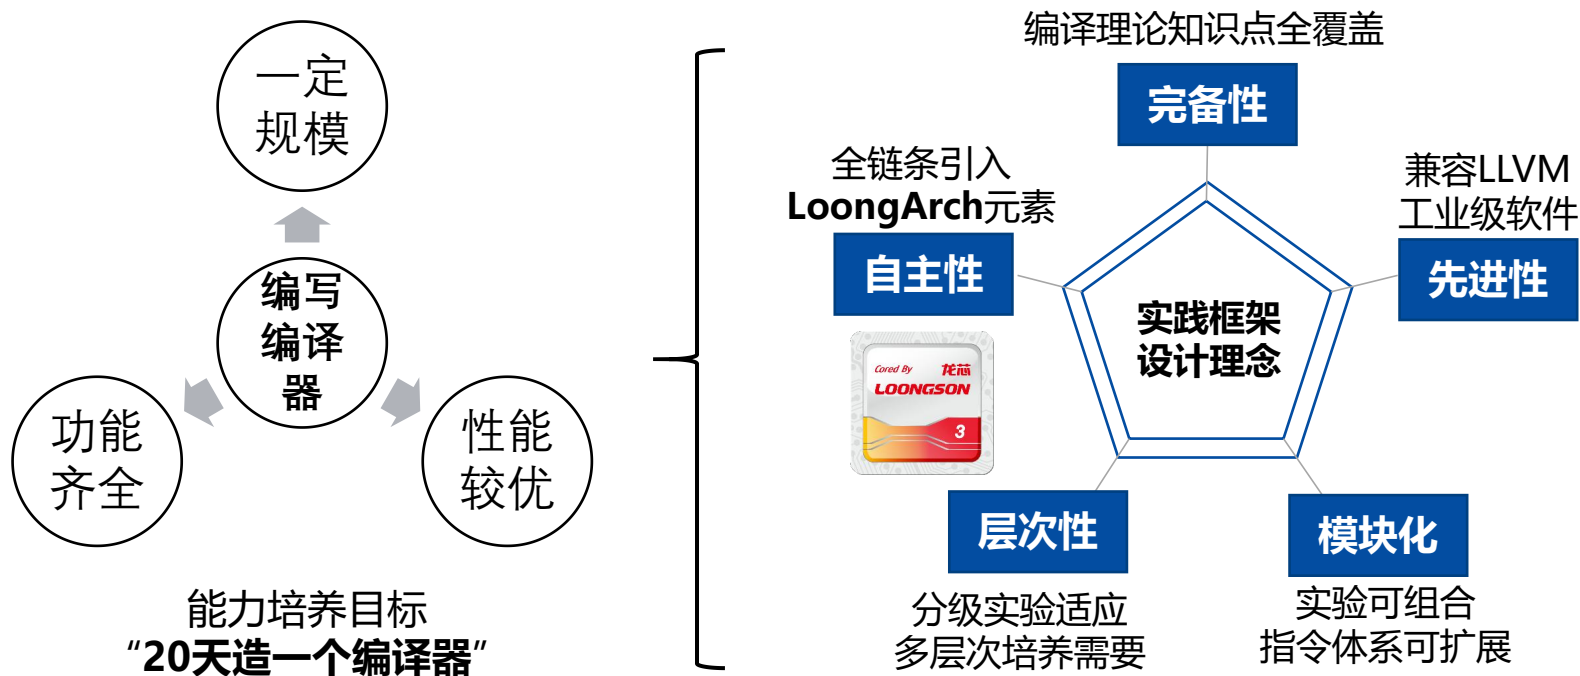 一定
规模
编写
编译
器
功能
齐全
性能
较优
能力培养目标
“20天造一个编译器”
编译理论知识点全覆盖
完备性
全链条引入
LoongArch元素
自主性
兼容LLVM
工业级软件
先进性
实践框架
设计理念
Cored By 龙芯
LOONGSON
3
层次性
分级实验适应
多层次培养需要
模块化
实验可组合
指令体系可扩展